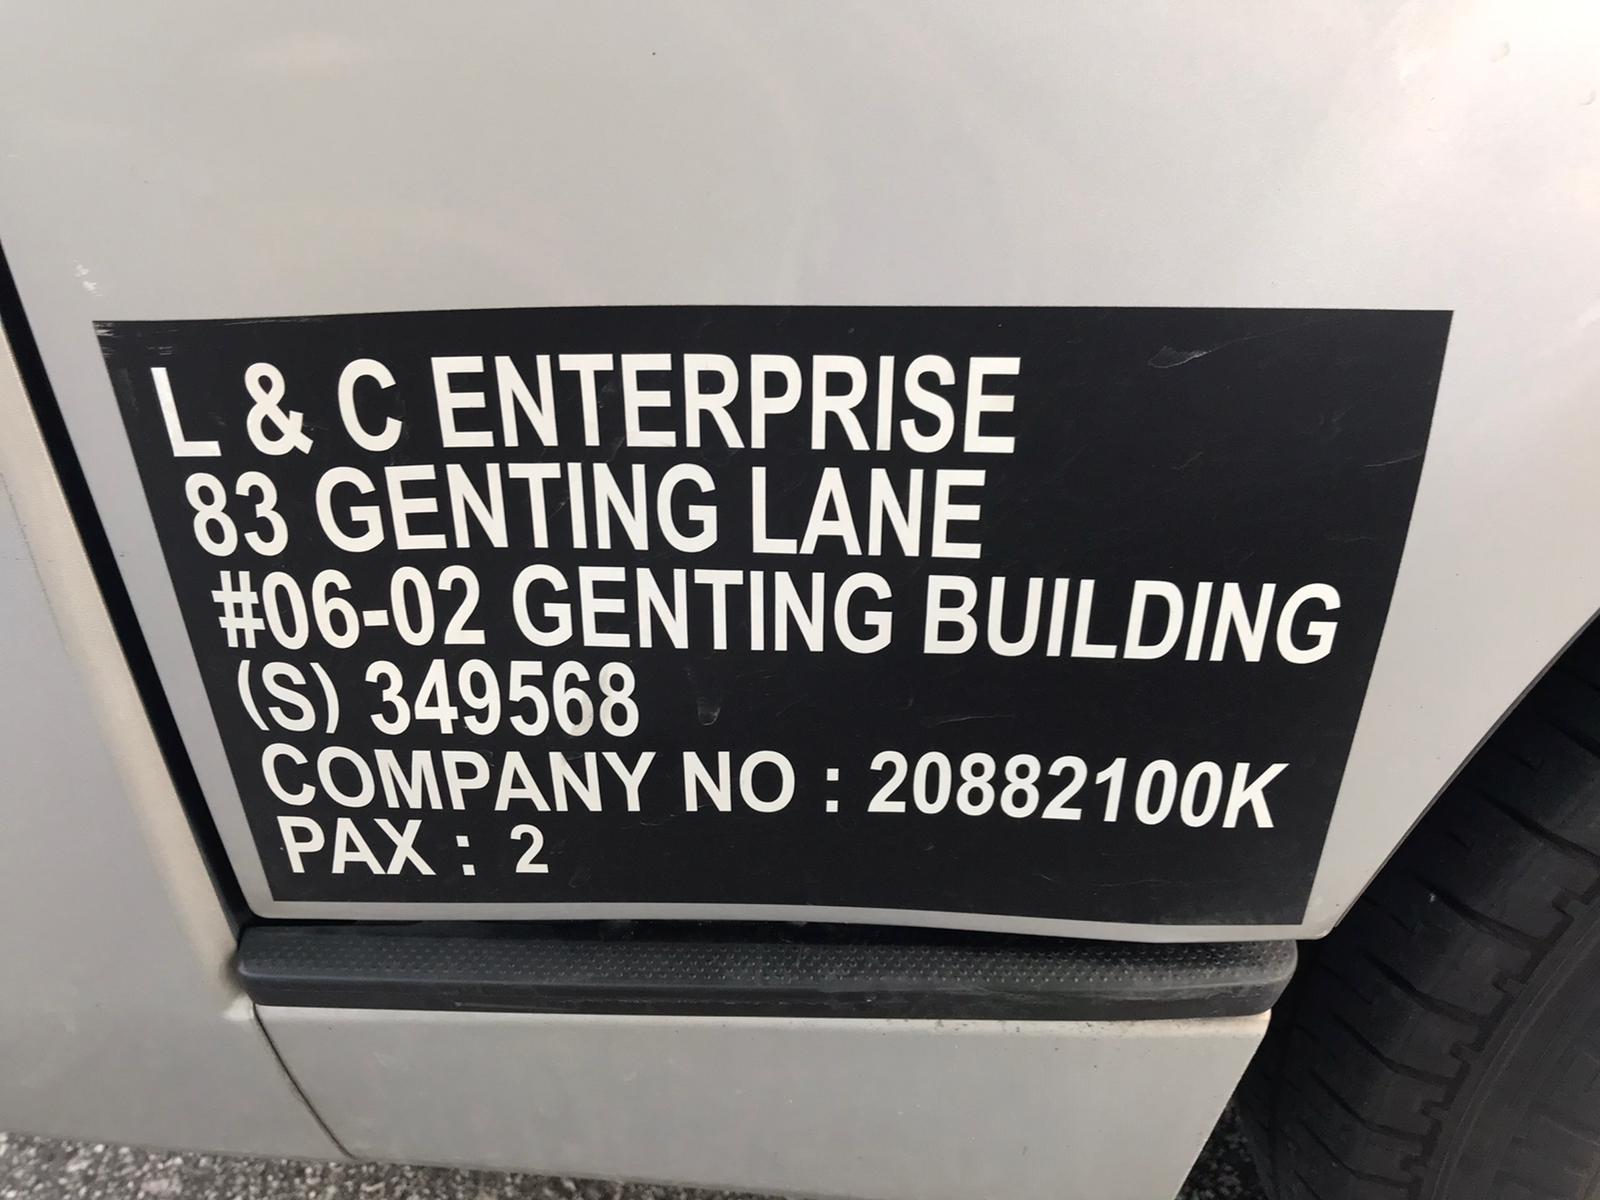 L & C ENTERPRISE
83 GENTING LANE
#06-02 GENTING BUILDING
(S) 349568
COMPANY NO : 20882100K
PAX : 2